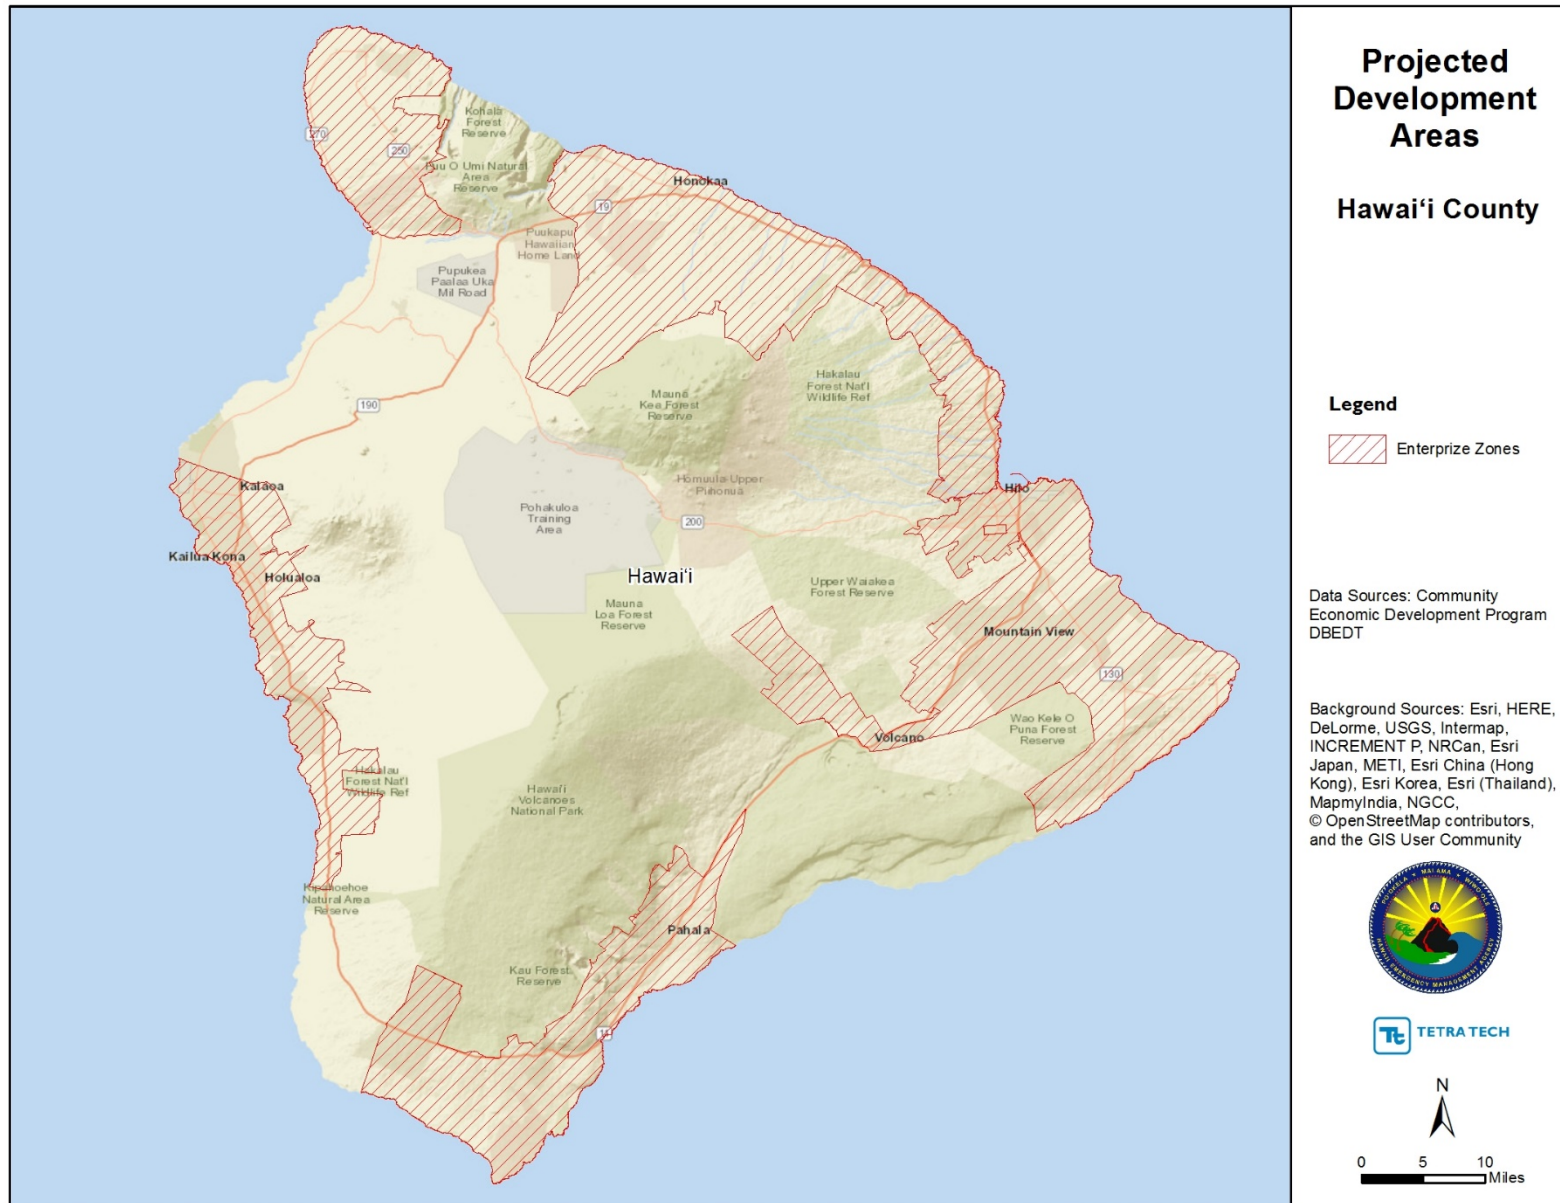 Projected
Development
Areas
Hawai‘i County
Legend
Enterprize Zones
Data Sources: Community
Economic Development Program
DBEDT
Background Sources: Esri, HERE,
DeLorme, USGS, Intermap,
INCREMENT P, NRCan, Esri
Japan, METI, Esri China (Hong
Kong), Esri Korea, Esri (Thailand),
MapmyIndia, NGCC,
© OpenStreetMap contributors,
and the GIS User Community
HAWAII EMERGENCY MANAGEMENT AGENCY
Tt TETRA TECH
N
0 5 10
Miles
Kohala
Forest
Reserve
270
250
Puu O Umi Natural
Area
Reserve
Honokaa
19
Puukapu
Hawaiian
Home Land
Pupukea
Paalaa Uka
Mil Road
190
Mauna
Kea Forest
Reserve
Hakalau
Forest Nat'l
Wildlife Ref
Kalaoa
Humuula-Upper
Piihonua
Hilo
Pohakuloa
Training
Area
200
Kailua Kona
Holualoa
Hawai‘i
Upper Waiakea
Forest Reserve
Mauna
Loa Forest
Reserve
Mountain View
130
Wao Kele O
Puna Forest
Reserve
Volcano
Hakalau
Forest Nat'l
Wildlife Ref
Hawai'i
Volcanoes
National Park
Kipahoehoe
Natural Area
Reserve
Pahala
Kau Forest
Reserve
11